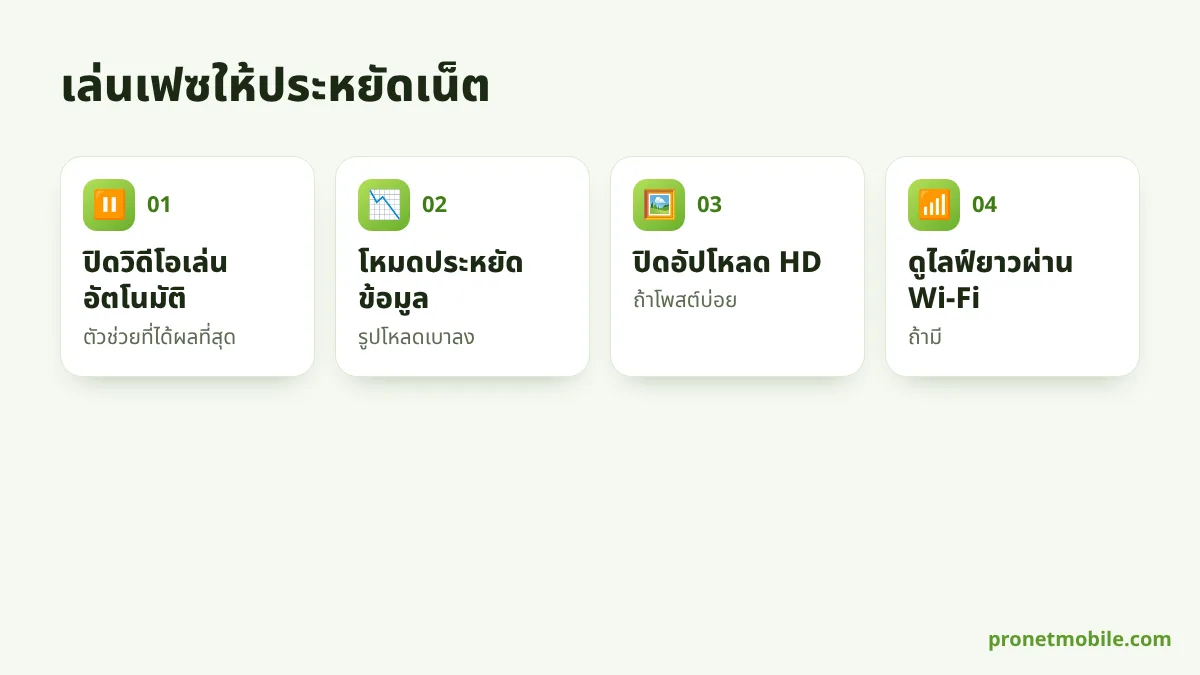 เล่นเฟซให้ประหยัดเน็ต
01
ปิดวิดีโอเล่น
อัตโนมัติ
ตัวช่วยที่ได้ผลที่สุด
02
โหมดประหยัด
ข้อมูล
รูปโหลดเบาลง
03
ปิดอัปโหลด HD
ถ้าโพสต์บ่อย
04
ดูไลฟ์ยาวผ่าน
Wi-Fi
ถ้ามี
pronetmobile.com